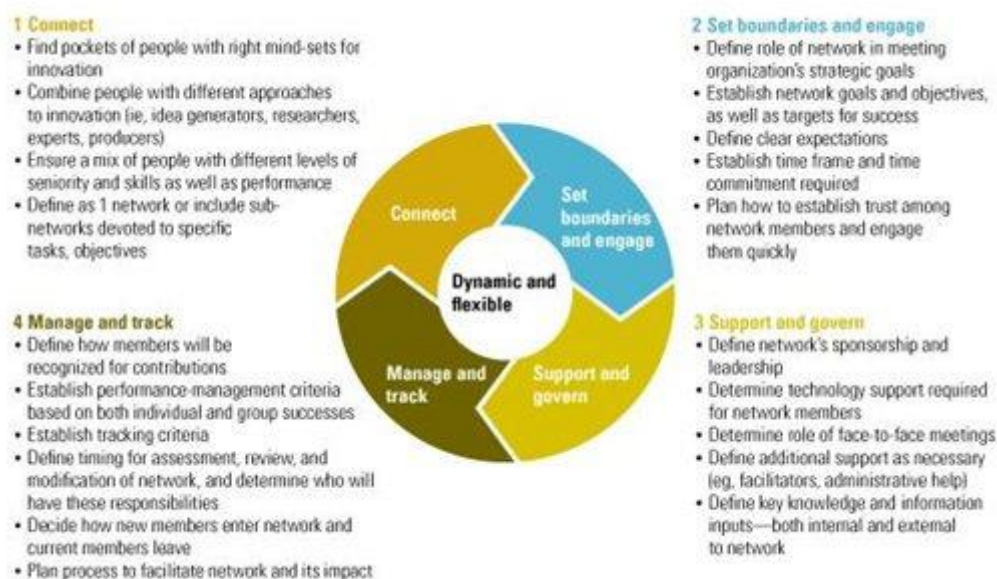 1 Connect
• Find pockets of people with right mind-sets for
innovation
• Combine people with different approaches
to innovation (ie, idea generators, researchers,
experts, producers)
• Ensure a mix of people with different levels of
seniority and skills as well as performance
• Define as 1 network or include sub-
networks devoted to specific
tasks, objectives
2 Set boundaries and engage
• Define role of network in meeting
organization's strategic goals
• Establish network goals and objectives,
as well as targets for success
• Define clear expectations
• Establish time frame and time
commitment required
• Plan how to establish trust among
network members and engage
them quickly
Connect
Set
boundaries
and engage
Dynamic and
flexible
Manage and
track
Support and
govern
4 Manage and track
• Define how members will be
recognized for contributions
• Establish performance-management criteria
based on both individual and group successes
• Establish tracking criteria
• Define timing for assessment, review, and
modification of network, and determine who will
have these responsibilities
• Decide how new members enter network and
current members leave
• Plan process to facilitate network and its impact
3 Support and govern
• Define network's sponsorship and
leadership
• Determine technology support required
for network members
• Determine role of face-to-face meetings
• Define additional support as necessary
(eg, facilitators, administrative help)
• Define key knowledge and information
inputs—both internal and external
to network